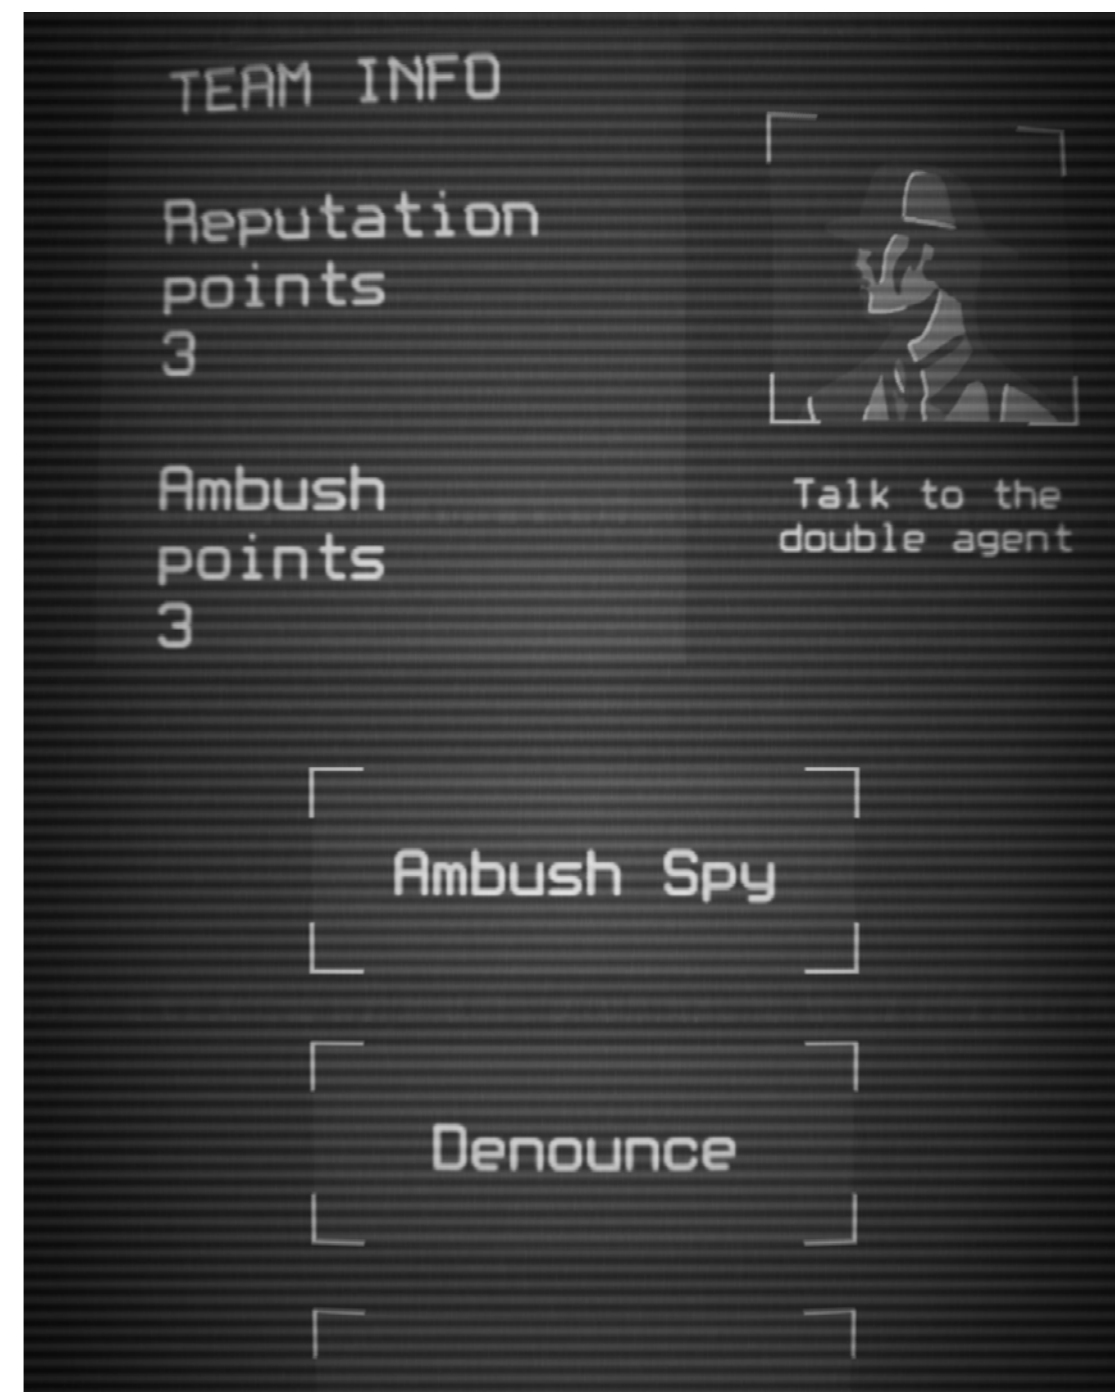 TEAM INFO
Reputation
points
3
Ambush
points
3
Talk to the
double agent
Ambush Spy
Denounce